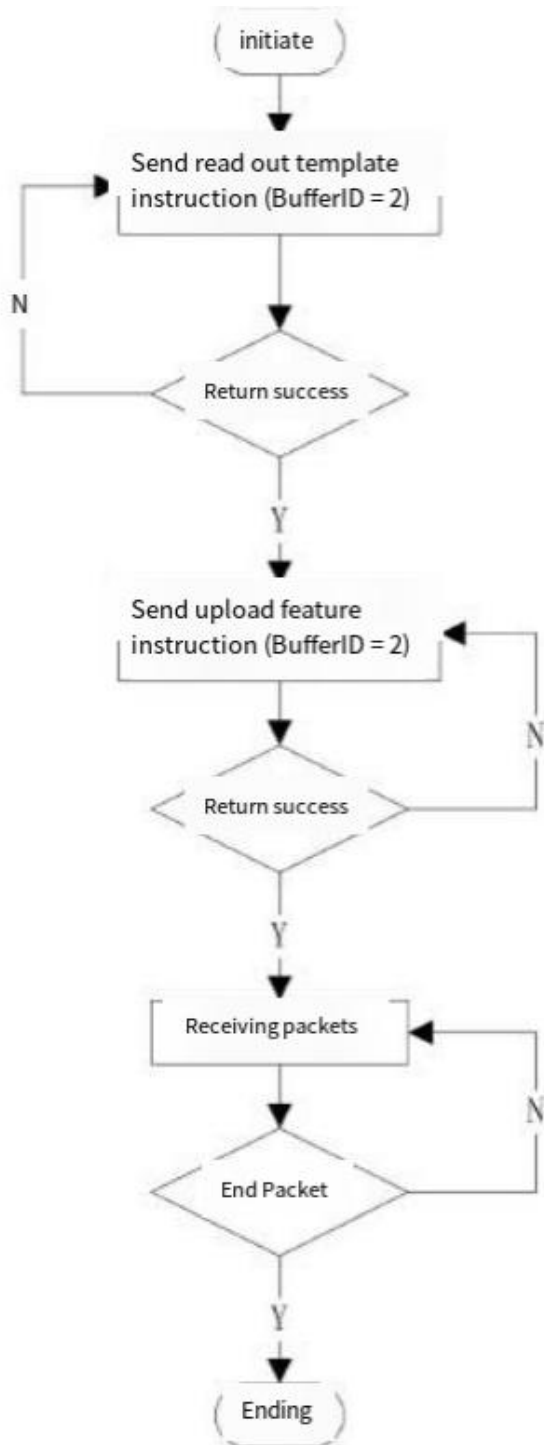 initiate
Send read out template
instruction (BufferID = 2)
N
Return success
Y
Send upload feature
instruction (BufferID = 2)
N
Return success
Y
Receiving packets
N
End Packet
Y
Ending